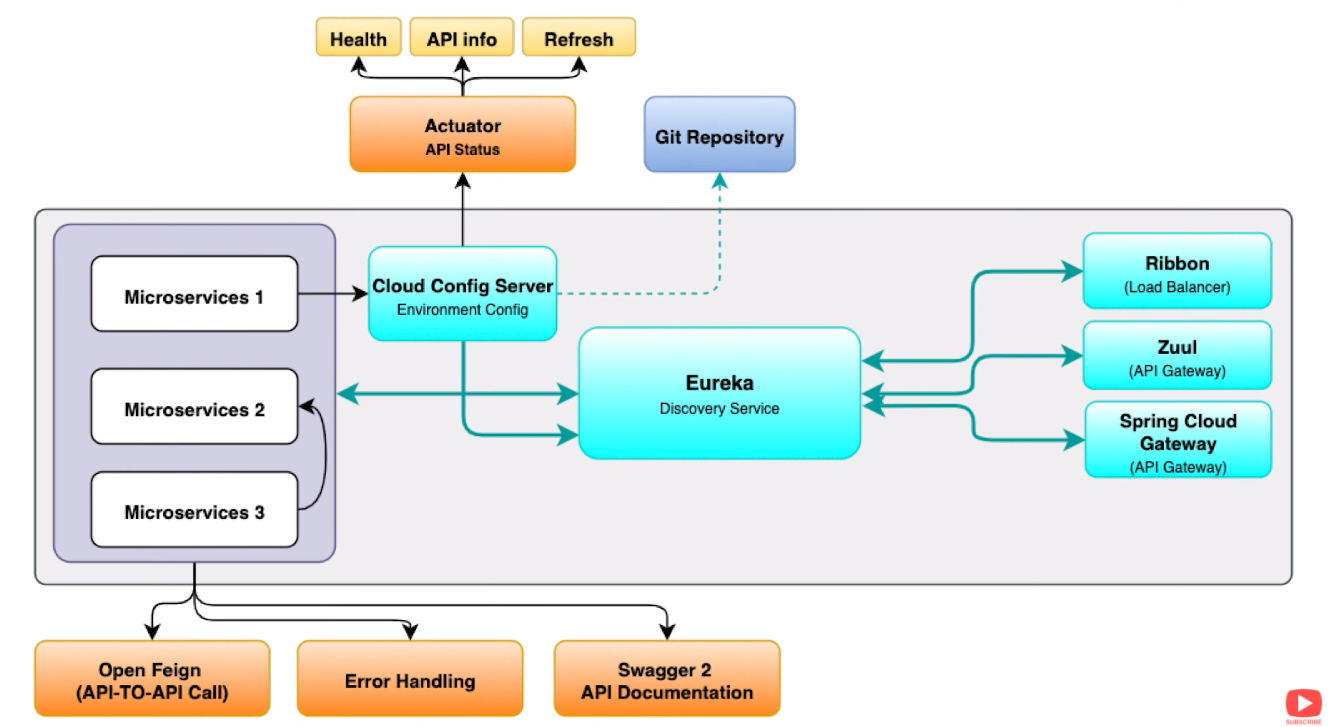 Health
API info
Refresh
Actuator
API Status
Git Repository
Microservices 1
Cloud Config Server
Environment Config
Ribbon
(Load Balancer)
Zuul
(API Gateway)
Eureka
Discovery Service
Microservices 2
Spring Cloud
Gateway
(API Gateway)
Microservices 3
Open Feign
(API-TO-API Call)
Error Handling
Swagger 2
API Documentation
SUBSCRIBE